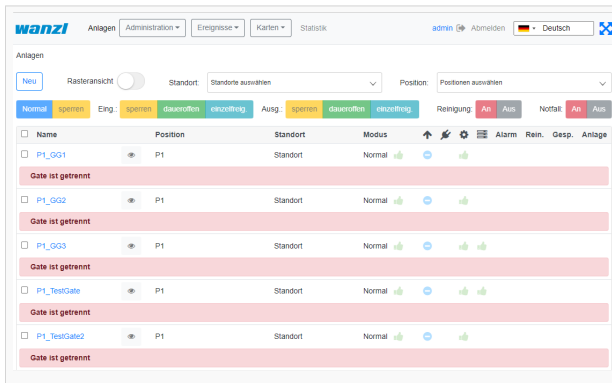 wanzl Anlagen Administration Ereignisse Karten Statistik admin Abmelden Deutsch
Anlagen
Neu Rasteransicht Standort: Standorte auswählen Position: Positionen auswählen
Normal sperren Eing.: sperren daueroffen einzelfreig. Ausg.: sperren daueroffen einzelfreig. Reinigung: An Aus Notfall: An Aus
Name Position Standort Modus Alarm Rein. Gesp. Anlage
P1_GG1 P1 Standort Normal
Gate ist getrennt
P1_GG2 P1 Standort Normal
Gate ist getrennt
P1_GG3 P1 Standort Normal
Gate ist getrennt
P1_TestGate P1 Standort Normal
Gate ist getrennt
P1_TestGate2 P1 Standort Normal
Gate ist getrennt